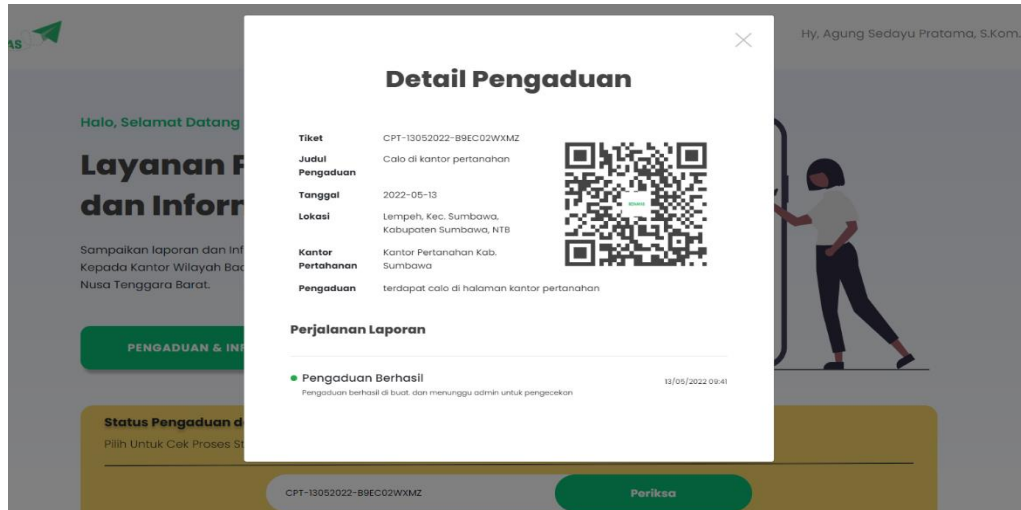 AS
Hy, Agung Sedayu Pratama, S.Kom.
Halo, Selamat Datang
Layanan
dan Infor
Sampaikan laporan dan Inf
Kepada Kantor Wilayah Bad
Nusa Tenggara Barat.
PENGADUAN & IN
Status Pengaduan d
Pilih Untuk Cek Proses St
Detail Pengaduan
Tiket CPT-13052022-B9EC02WXMZ
Judul Calo di kantor pertanahan
Pengaduan
Tanggal 2022-05-13
Lokasi Lempeh, Kec. Sumbawa,
Kabupaten Sumbawa, NTB
Kantor Kantor Pertanahan Kab.
Pertahanan Sumbawa
Pengaduan terdapat calo di halaman kantor pertanahan
Perjalanan Laporan
Pengaduan Berhasil 13/05/2022 09:41
Pengaduan berhasil di buat. dan menunggu admin untuk pengecekon
CPT-13052022-B9EC02WXMZ Periksa